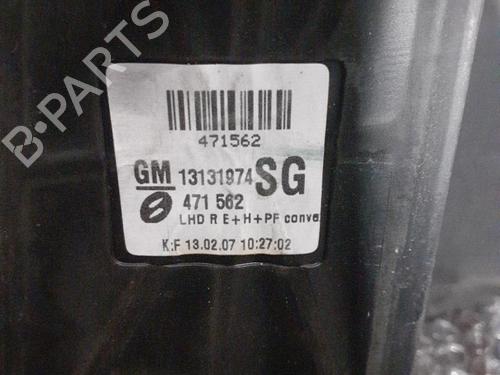 B·PARTS
471562
GM 13131974 SG
471 562
LHD R E+H+PF conve
K:F 13.02.07 10:27:02